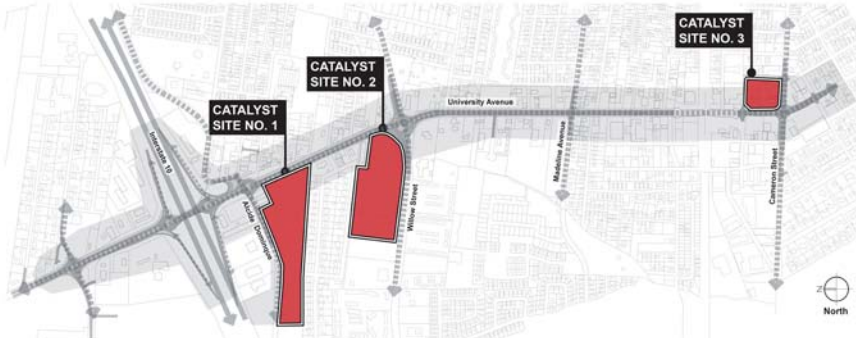 CATALYST
SITE NO. 3
CATALYST
SITE NO. 2
CATALYST
SITE NO. 1
University Avenue
Interstate 10
Alcide Dominque
Willow Street
Madeline Avenue
Cameron Street
N
North